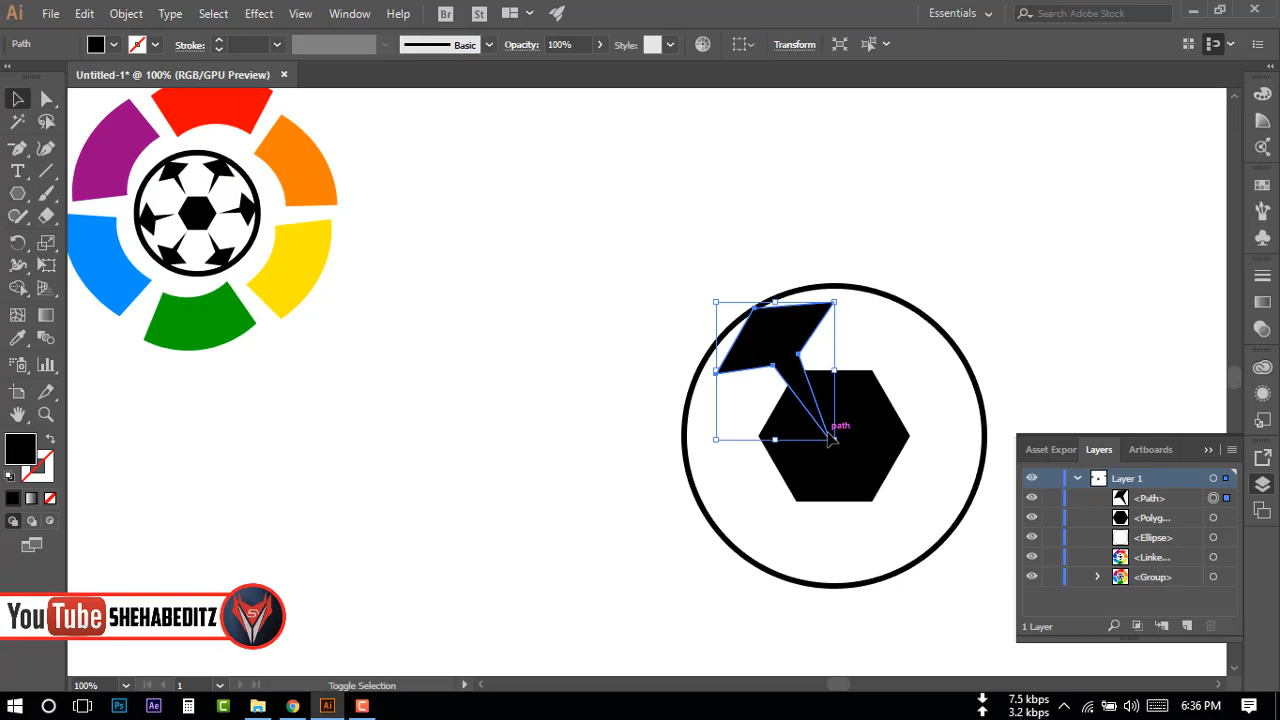 Ai File Edit Object Type Select Effect View Window Help Br St Essentials Search Adobe Stock
Path Stroke: Basic Opacity: 100% Style: Transform
Untitled-1* @ 100% (RGB/GPU Preview)
path
Asset Expor Layers Artboards
Layer 1
<Path>
<Polyg...
<Ellipse>
<Linke...
<Group>
1 Layer
YouTube SHEHABEDITZ
100% 1 Toggle Selection
Ps Ae C Ai C 7.5 kbps 3.2 kbps 6:36 PM